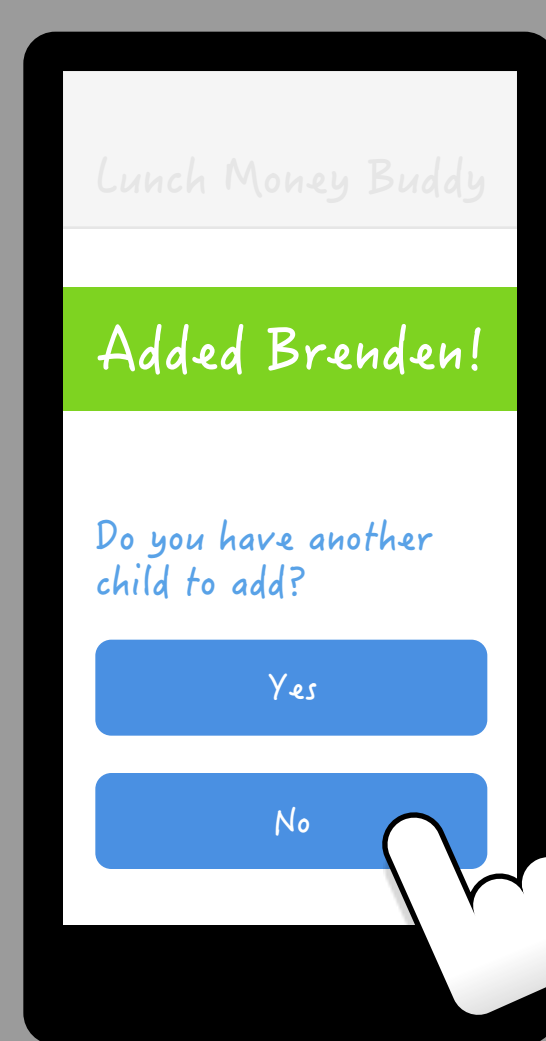 Lunch Money Buddy
Added Brenden!
Do you have another
child to add?
Yes
No